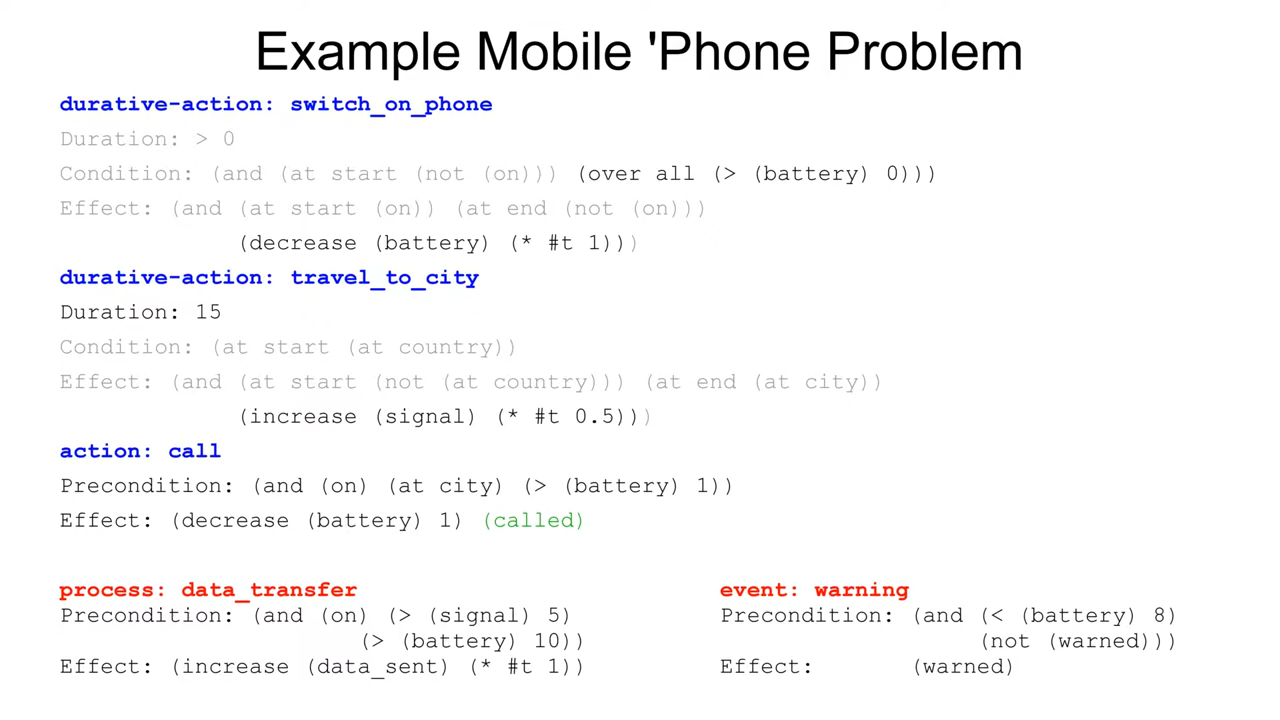 Example Mobile 'Phone Problem
durative-action: switch_on_phone
Duration: > 0
Condition: (and (at start (not (on))) (over all (> (battery) 0)))
Effect: (and (at start (on)) (at end (not (on)))
(decrease (battery) (* #t 1)))
durative-action: travel_to_city
Duration: 15
Condition: (at start (at country))
Effect: (and (at start (not (at country))) (at end (at city))
(increase (signal) (* #t 0.5)))
action: call
Precondition: (and (on) (at city) (> (battery) 1))
Effect: (decrease (battery) 1) (called)
process: data_transfer
Precondition: (and (on) (> (signal) 5)
(> (battery) 10))
Effect: (increase (data_sent) (* #t 1))
event: warning
Precondition: (and (< (battery) 8)
(not (warned)))
Effect: (warned)